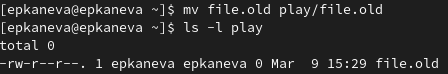 [epkaneva@epkaneva ~]$ mv file.old play/file.old
[epkaneva@epkaneva ~]$ ls -l play
total 0
-rw-r--r--. 1 epkaneva epkaneva 0 Mar  9 15:29 file.old